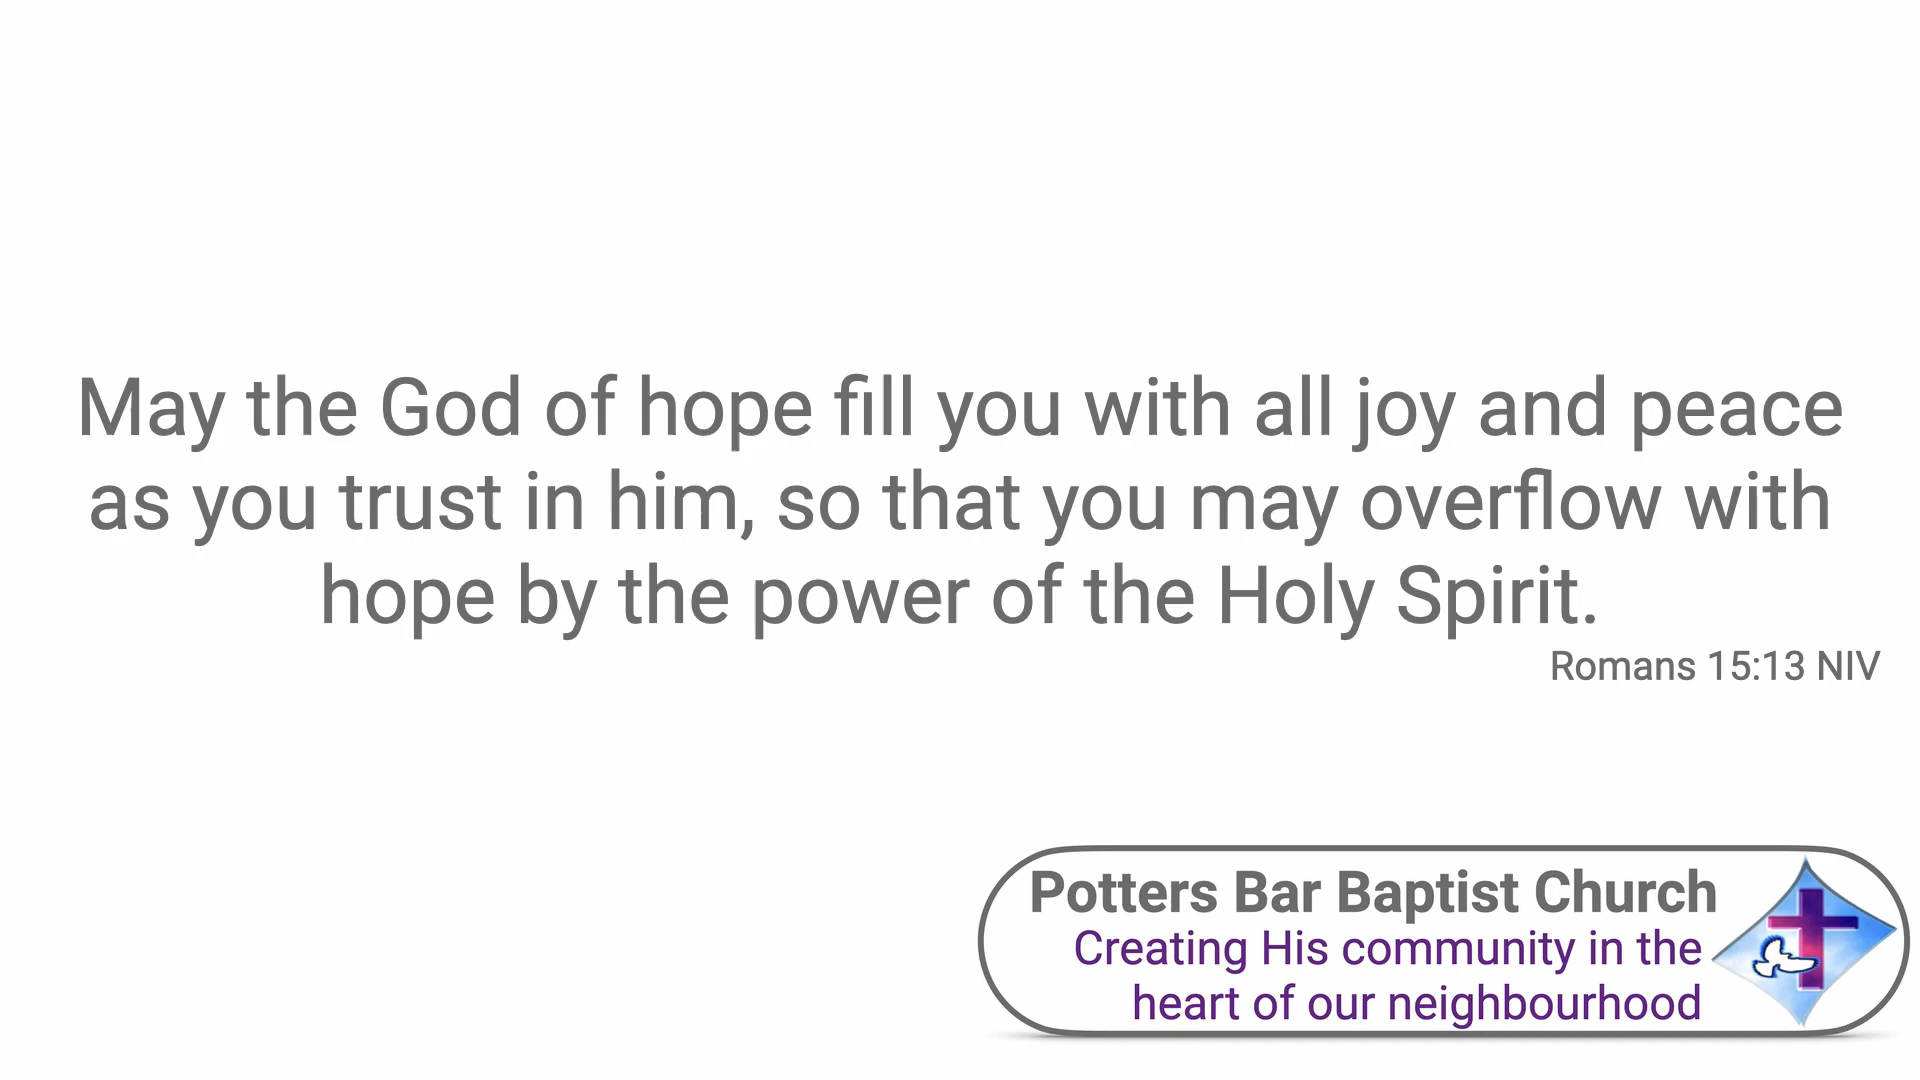 May the God of hope fill you with all joy and peace
as you trust in him, so that you may overflow with
hope by the power of the Holy Spirit.
Romans 15:13 NIV
Potters Bar Baptist Church
Creating His community in the
heart of our neighbourhood